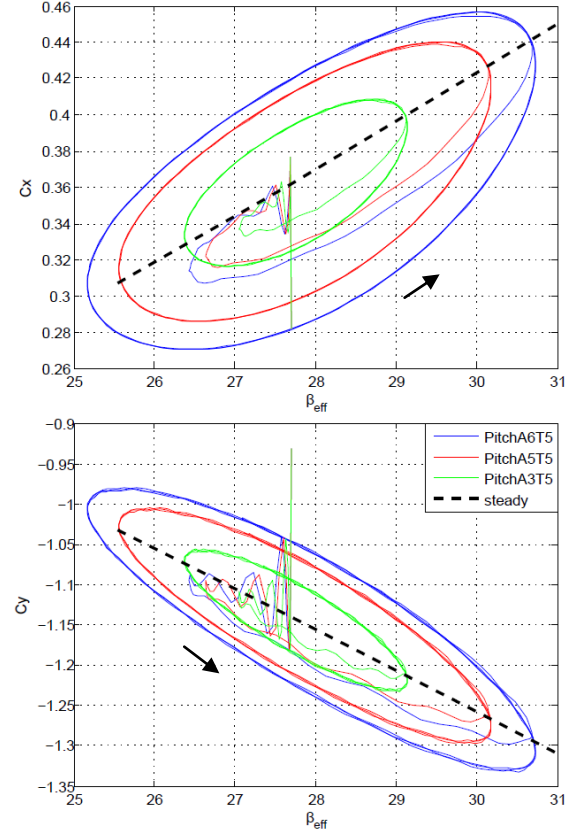 0.46
0.44
0.42
0.4
0.38
0.36
0.34
0.32
0.3
0.28
0.26
Cx
25 26 27 28 29 30 31
βeff
-0.9
-0.95
-1
-1.05
-1.1
-1.15
-1.2
-1.25
-1.3
-1.35
Cy
PitchA6T5
PitchA5T5
PitchA3T5
steady
25 26 27 28 29 30 31
βeff